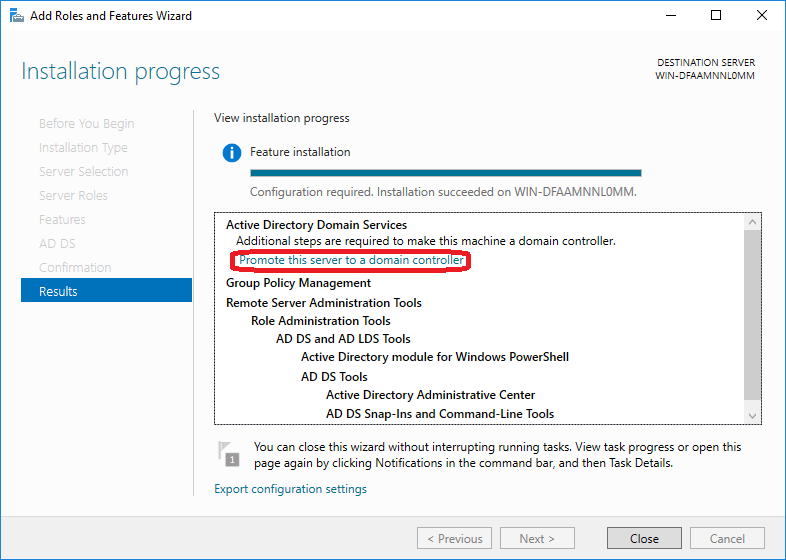 Add Roles and Features Wizard
Installation progress
DESTINATION SERVER
WIN-DFAAMNNL0MM
Before You Begin
Installation Type
Server Selection
Server Roles
Features
AD DS
Confirmation
Results
View installation progress
Feature installation
Configuration required. Installation succeeded on WIN-DFAAMNNL0MM.
Active Directory Domain Services
Additional steps are required to make this machine a domain controller.
Promote this server to a domain controller
Group Policy Management
Remote Server Administration Tools
Role Administration Tools
AD DS and AD LDS Tools
Active Directory module for Windows PowerShell
AD DS Tools
Active Directory Administrative Center
AD DS Snap-Ins and Command-Line Tools
1
You can close this wizard without interrupting running tasks. View task progress or open this
page again by clicking Notifications in the command bar, and then Task Details.
Export configuration settings
< Previous
Next >
Close
Cancel